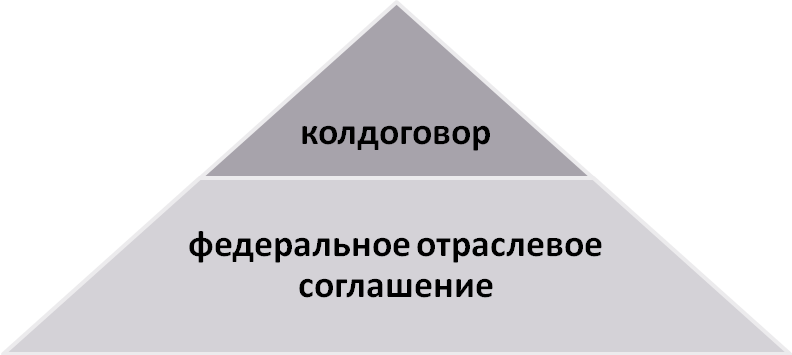 колдоговор
федеральное отраслевое
соглашение